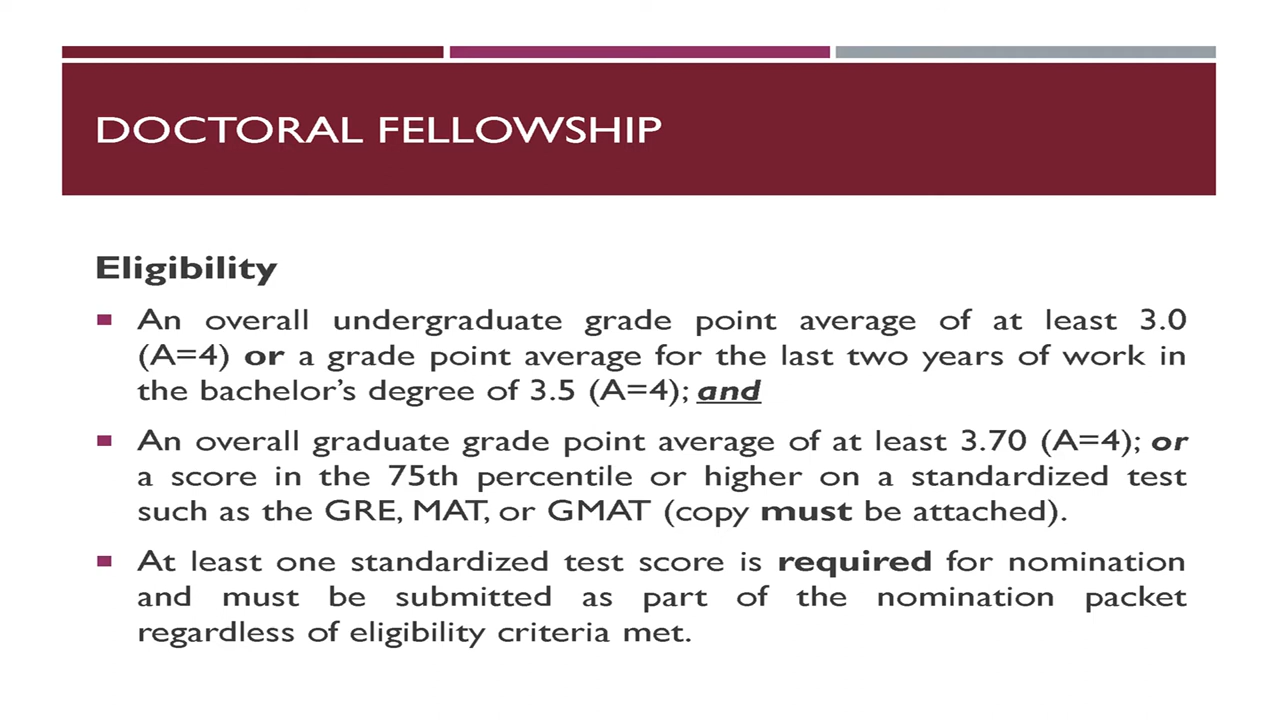 DOCTORAL FELLOWSHIP
Eligibility
An overall undergraduate grade point average of at least 3.0
(A=4) or a grade point average for the last two years of work in
the bachelor’s degree of 3.5 (A=4); and
An overall graduate grade point average of at least 3.70 (A=4); or
a score in the 75th percentile or higher on a standardized test
such as the GRE, MAT, or GMAT (copy must be attached).
At least one standardized test score is required for nomination
and must be submitted as part of the nomination packet
regardless of eligibility criteria met.